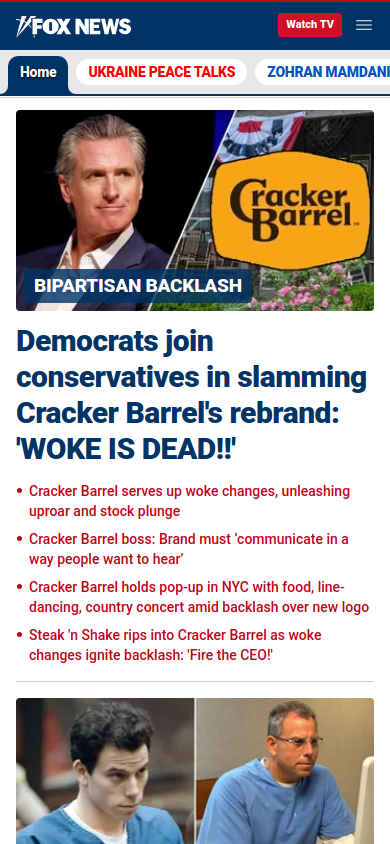 FOX NEWS
Watch TV
Home
UKRAINE PEACE TALKS
ZOHRAN MAMDANI
Cracker
Barrel
BIPARTISAN BACKLASH
Democrats join
conservatives in slamming
Cracker Barrel's rebrand:
'WOKE IS DEAD!!'
• Cracker Barrel serves up woke changes, unleashing
uproar and stock plunge
• Cracker Barrel boss: Brand must ‘communicate in a
way people want to hear’
• Cracker Barrel holds pop-up in NYC with food, line-
dancing, country concert amid backlash over new logo
• Steak 'n Shake rips into Cracker Barrel as woke
changes ignite backlash: 'Fire the CEO!'